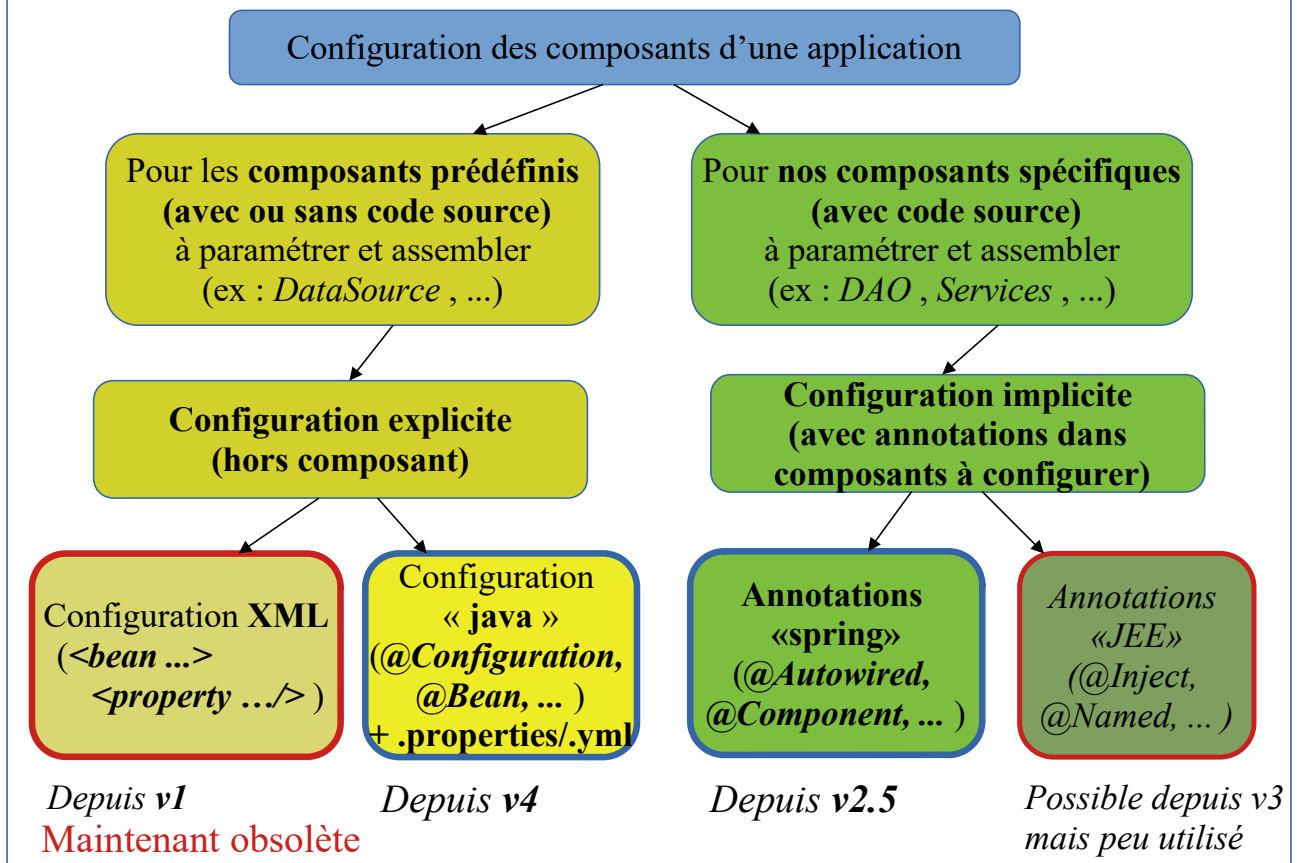 Configuration des composants d’une application
Pour les composants prédéfinis
(avec ou sans code source)
à paramétrer et assembler
(ex : DataSource , ...)
Pour nos composants spécifiques
(avec code source)
à paramétrer et assembler
(ex : DAO , Services , ...)
Configuration explicite
(hors composant)
Configuration implicite
(avec annotations dans
composants à configurer)
Configuration XML
(<bean ...>
<property …/> )
Configuration
« java »
(@Configuration,
@Bean, ... )
+ .properties/.yml
Annotations
«spring»
(@Autowired,
@Component, ... )
Annotations
«JEE»
(@Inject,
@Named, ... )
Depuis v1
Maintenant obsolète
Depuis v4
Depuis v2.5
Possible depuis v3
mais peu utilisé